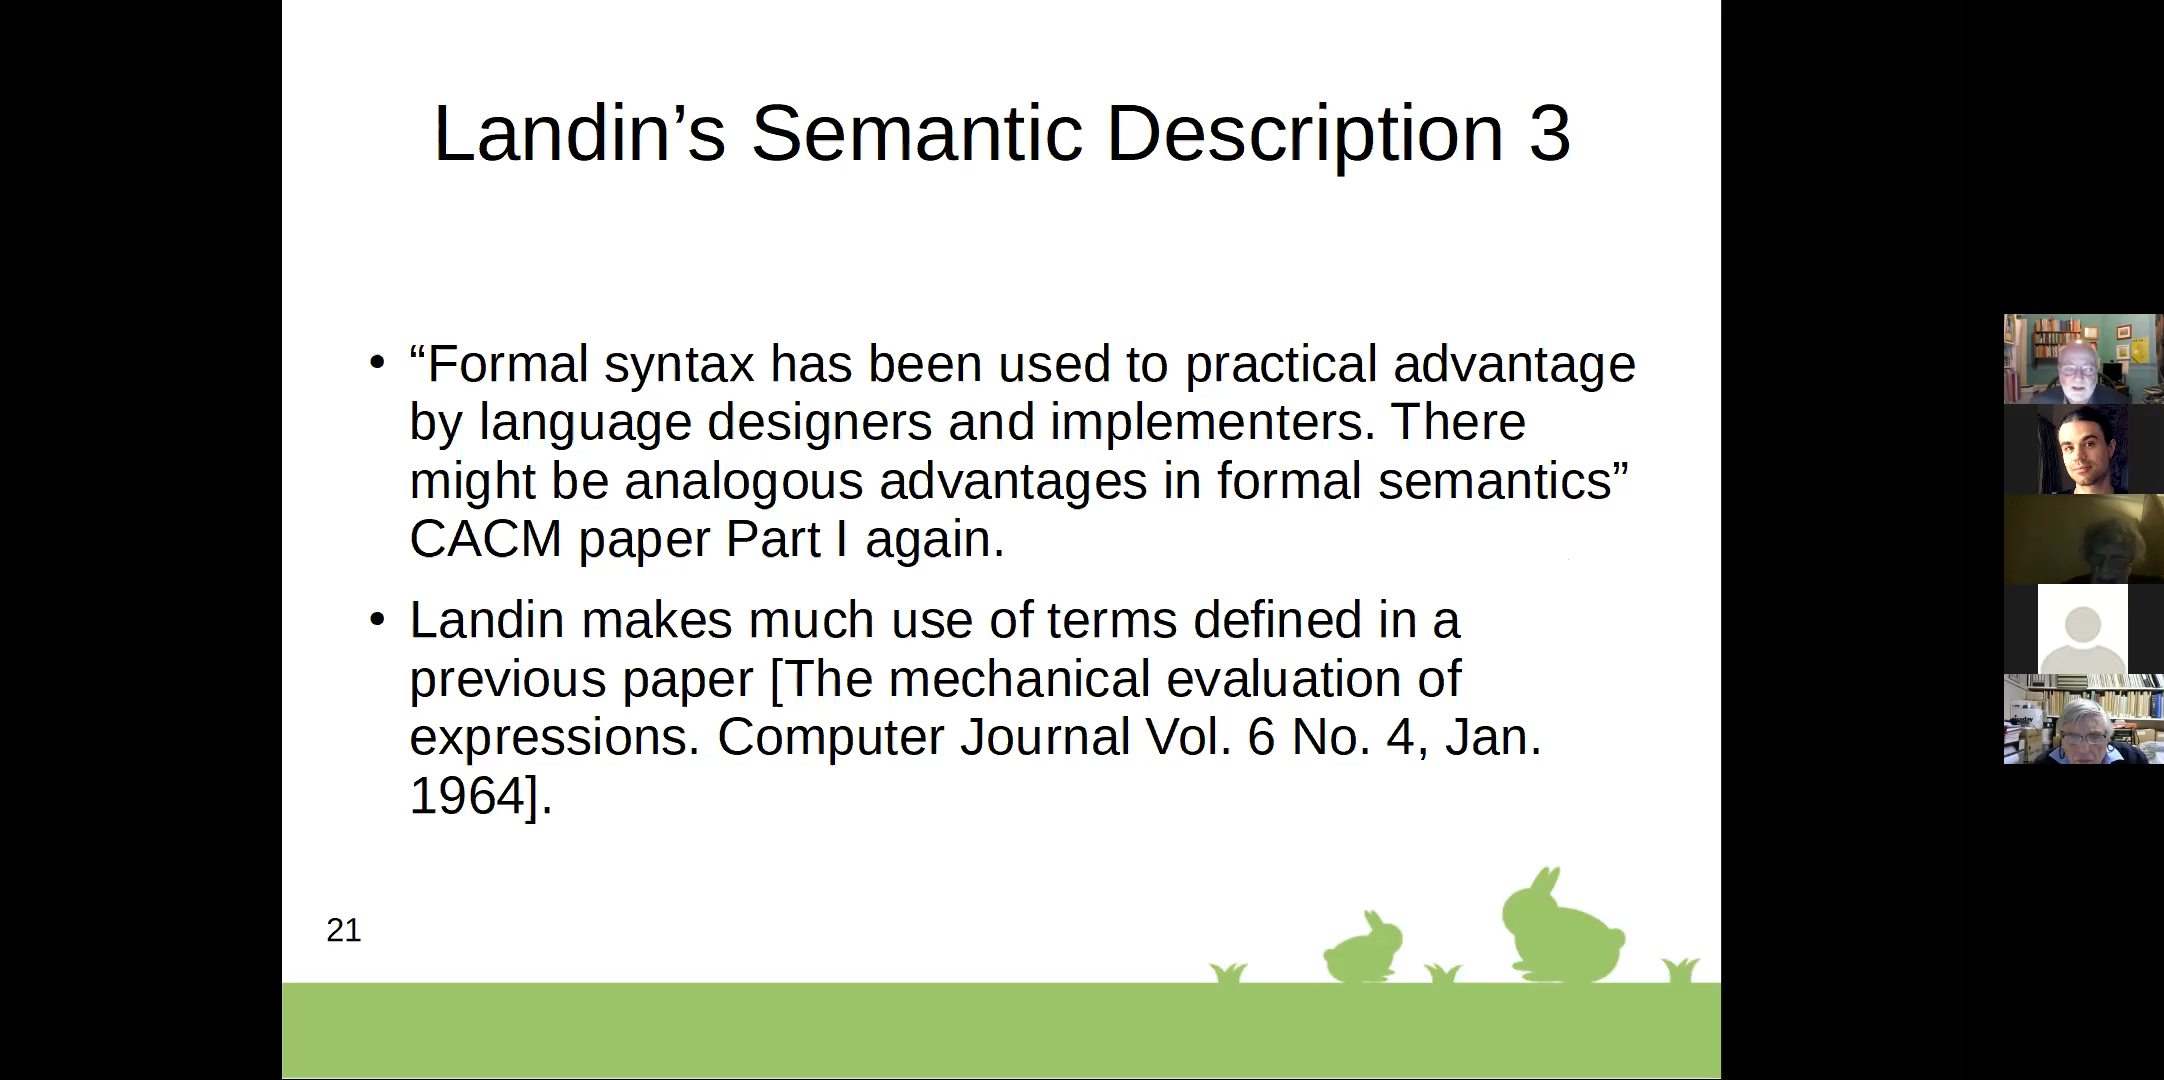 Landin’s Semantic Description 3
• “Formal syntax has been used to practical advantage
by language designers and implementers. There
might be analogous advantages in formal semantics”
CACM paper Part I again.
• Landin makes much use of terms defined in a
previous paper [The mechanical evaluation of
expressions. Computer Journal Vol. 6 No. 4, Jan.
1964].
21